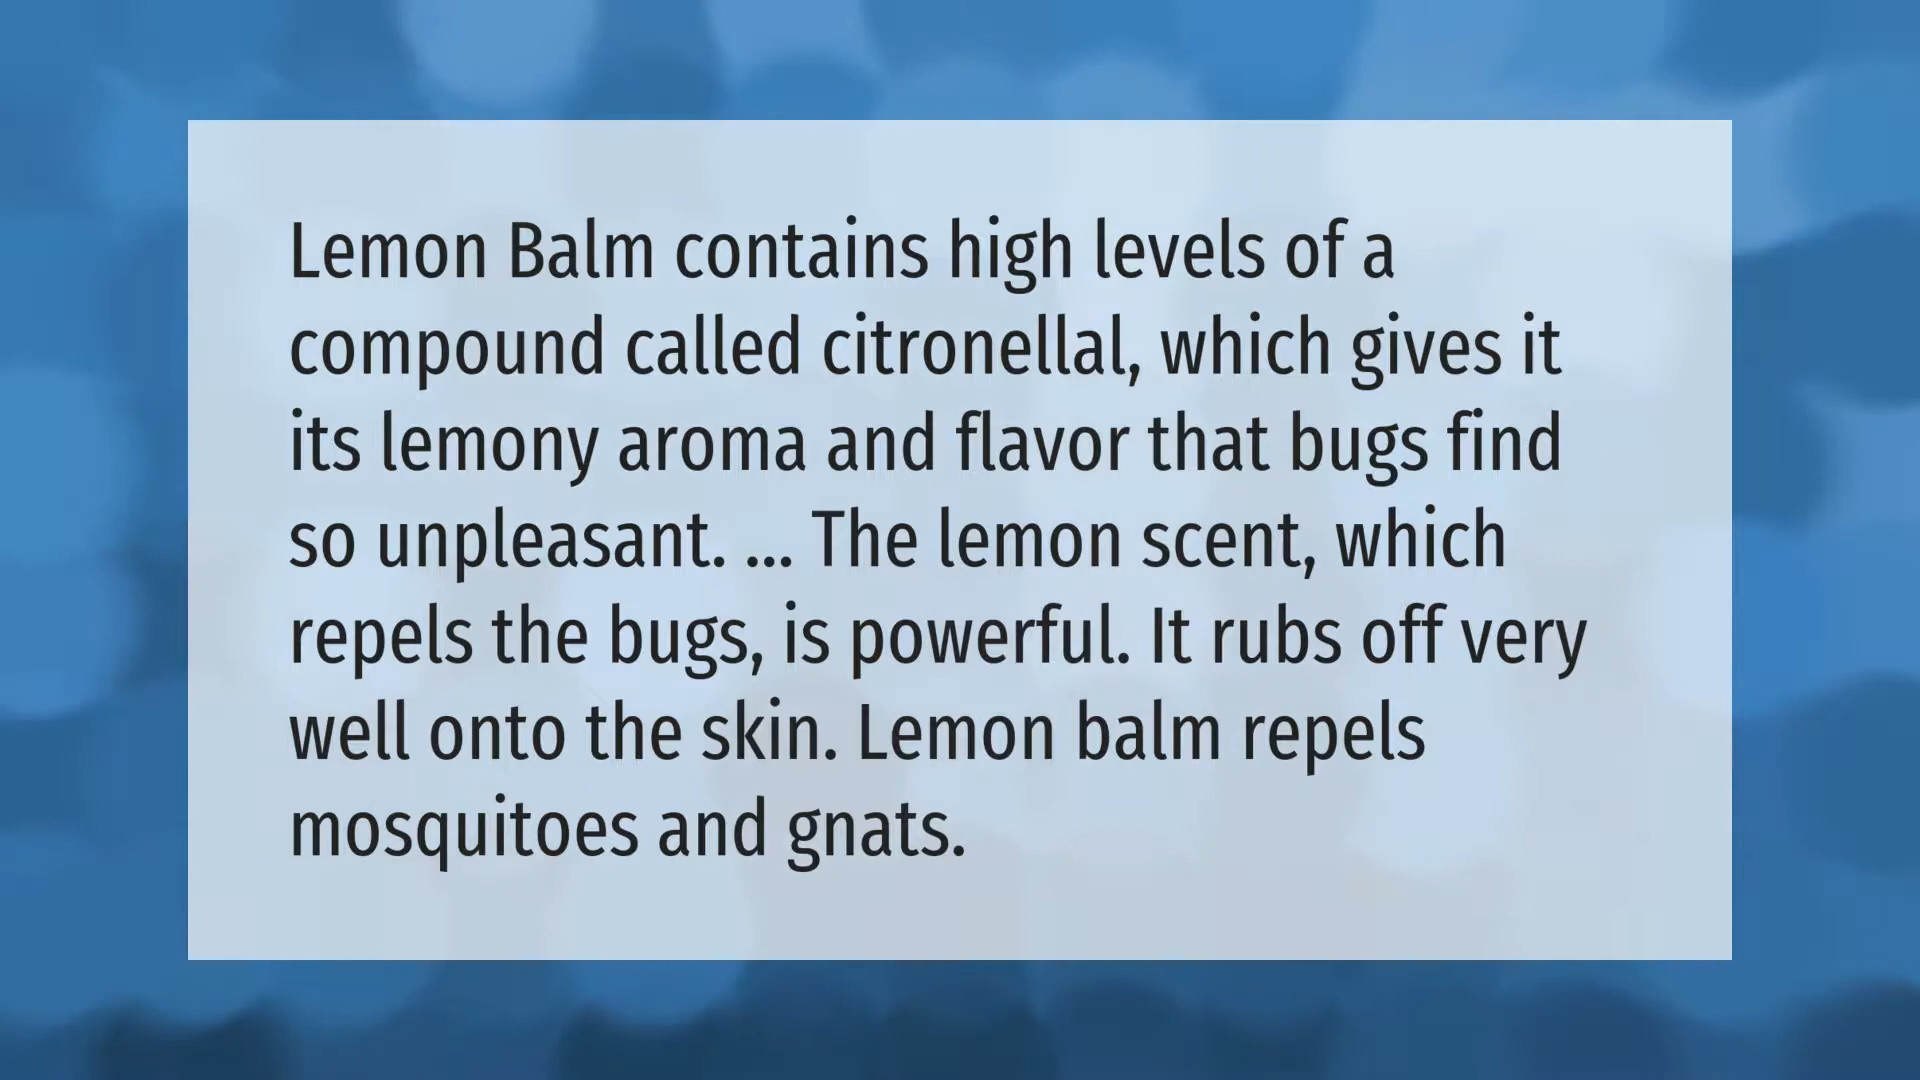 Lemon Balm contains high levels of a
compound called citronellal, which gives it
its lemony aroma and flavor that bugs find
so unpleasant. ... The lemon scent, which
repels the bugs, is powerful. It rubs off very
well onto the skin. Lemon balm repels
mosquitoes and gnats.